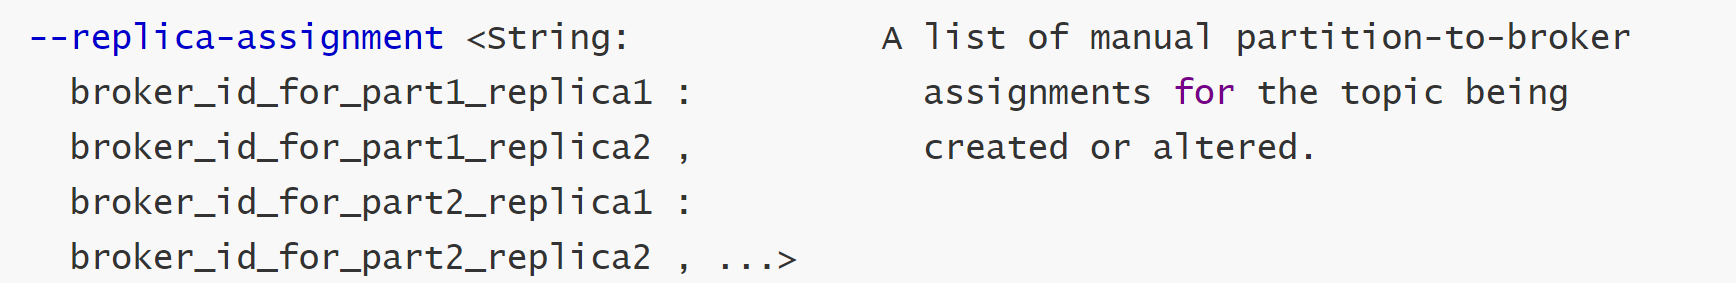 --replica-assignment <String:             A list of manual partition-to-broker
  broker_id_for_part1_replica1 :            assignments for the topic being
  broker_id_for_part1_replica2 ,            created or altered.
  broker_id_for_part2_replica1 :
  broker_id_for_part2_replica2 , ...>